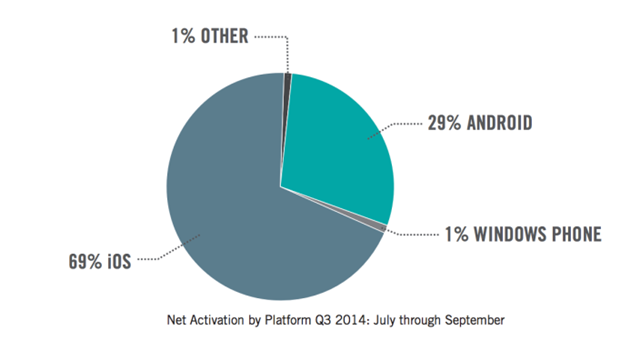 1% OTHER
29% ANDROID
1% WINDOWS PHONE
69% iOS
Net Activation by Platform Q3 2014: July through September